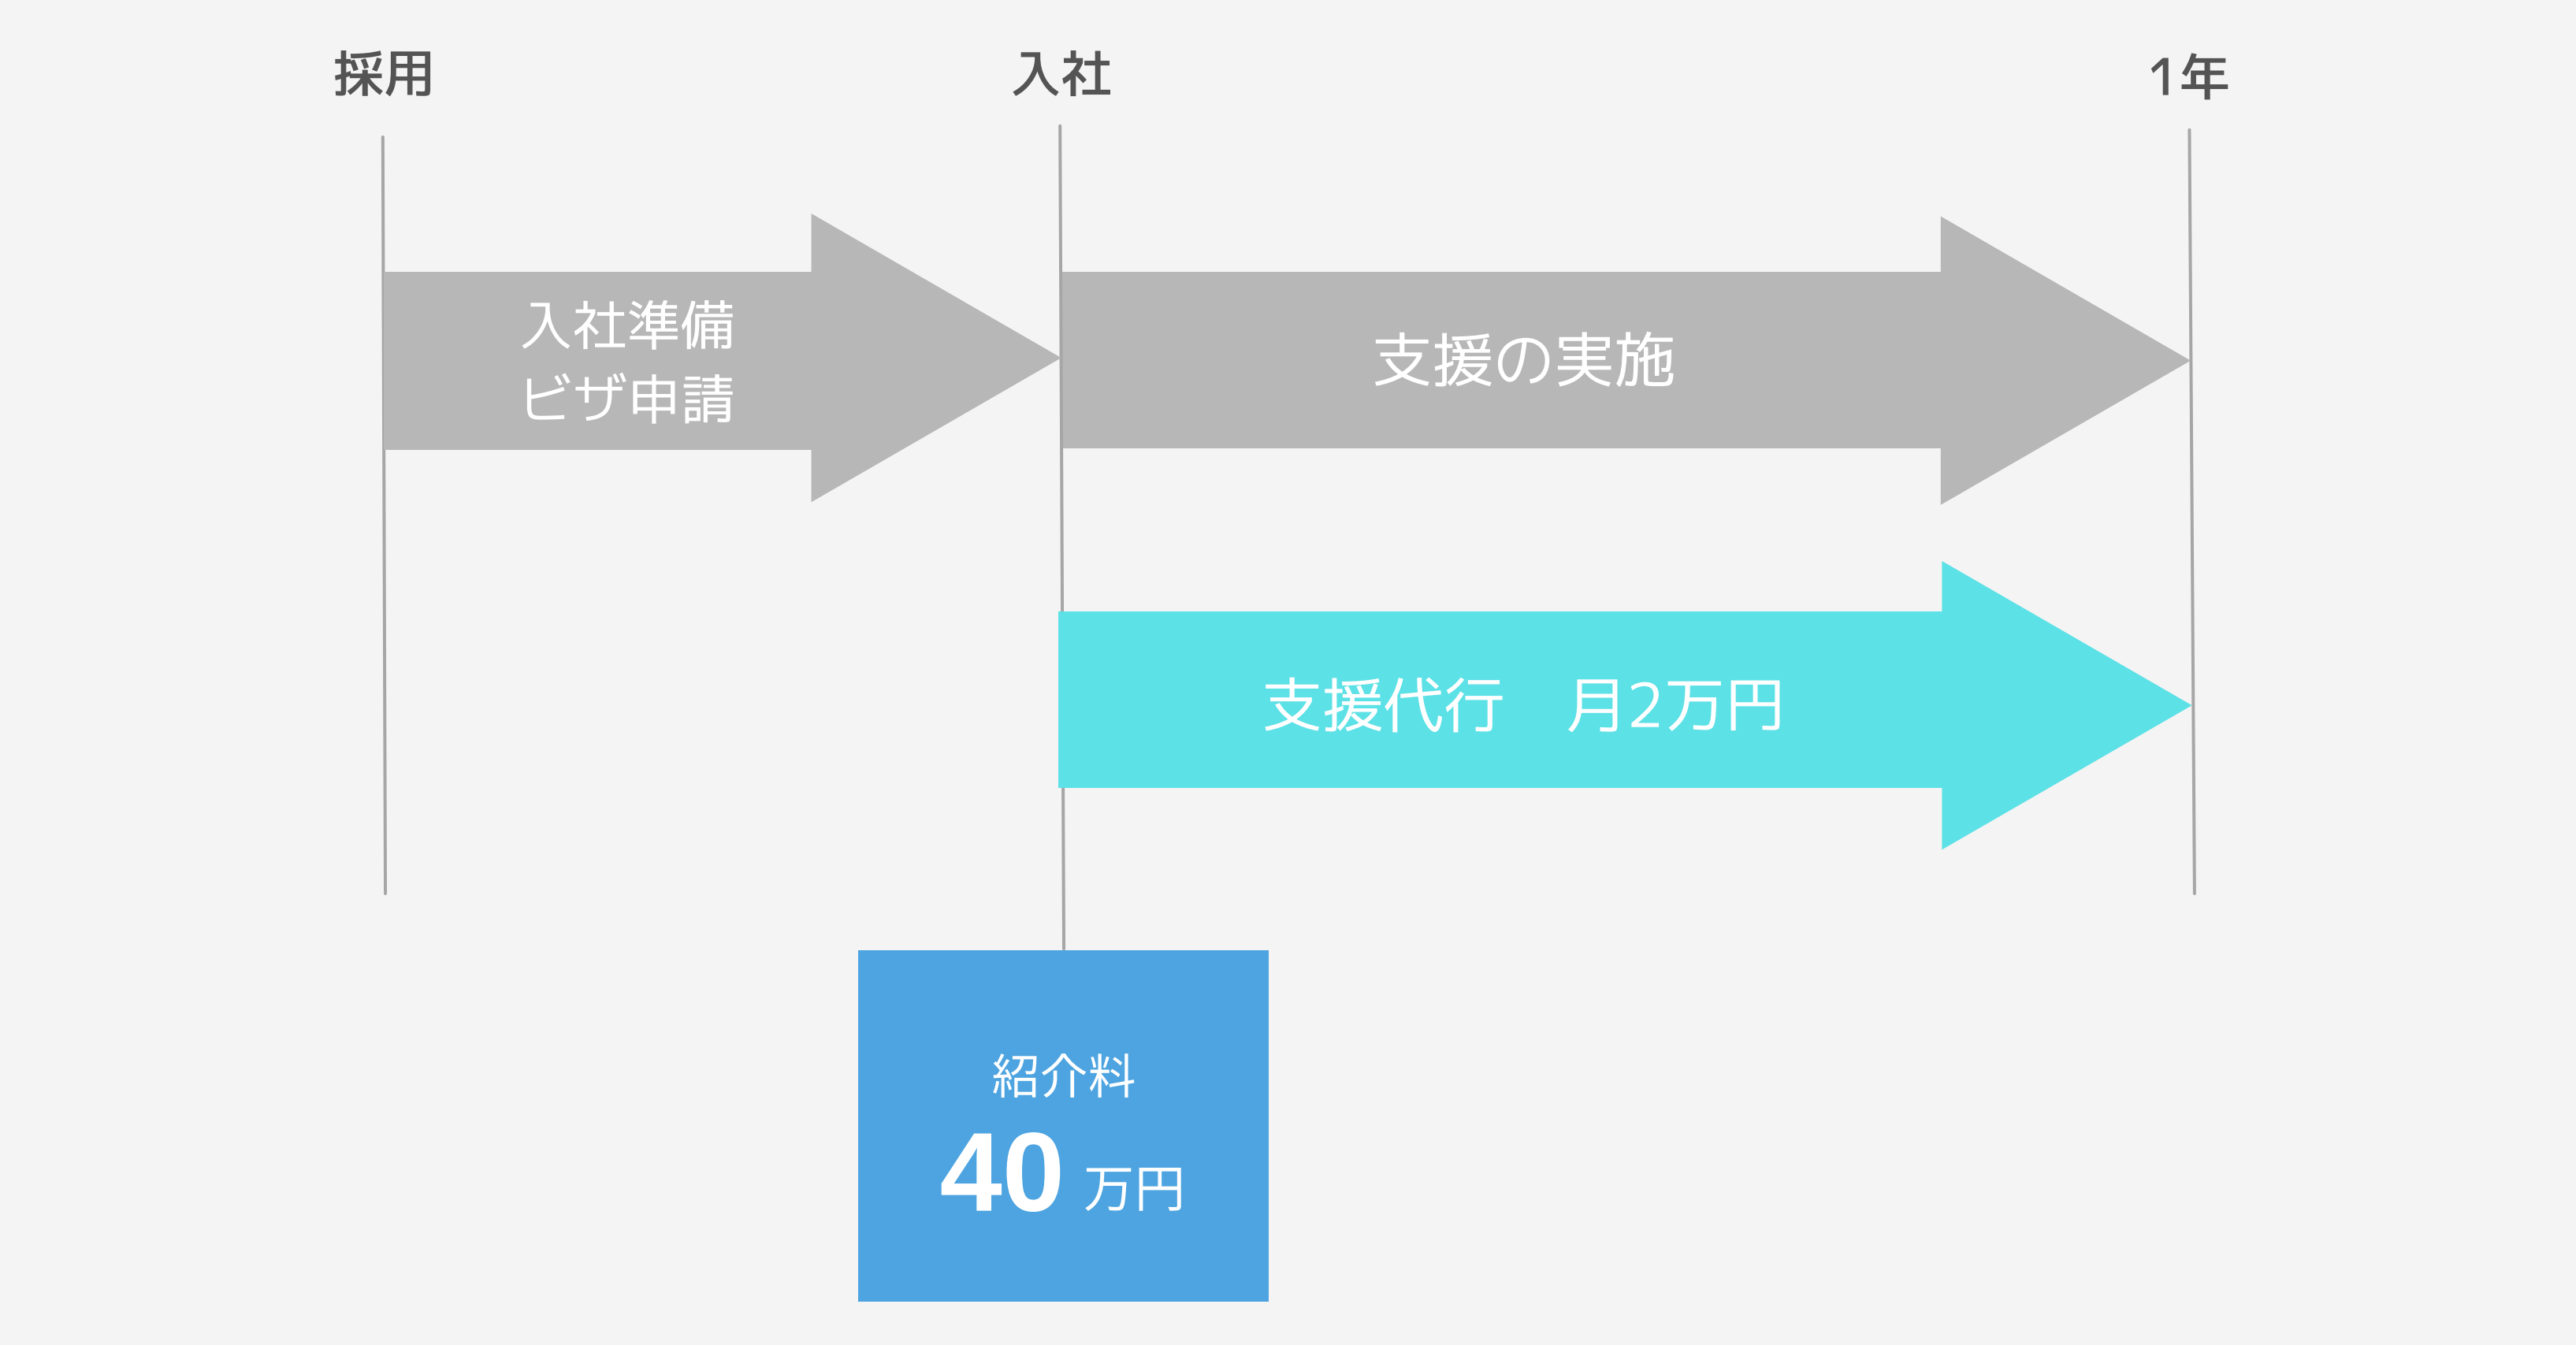 採用
入社
1年
入社準備
ビザ申請
支援の実施
支援代行　月2万円
紹介料
40 万円